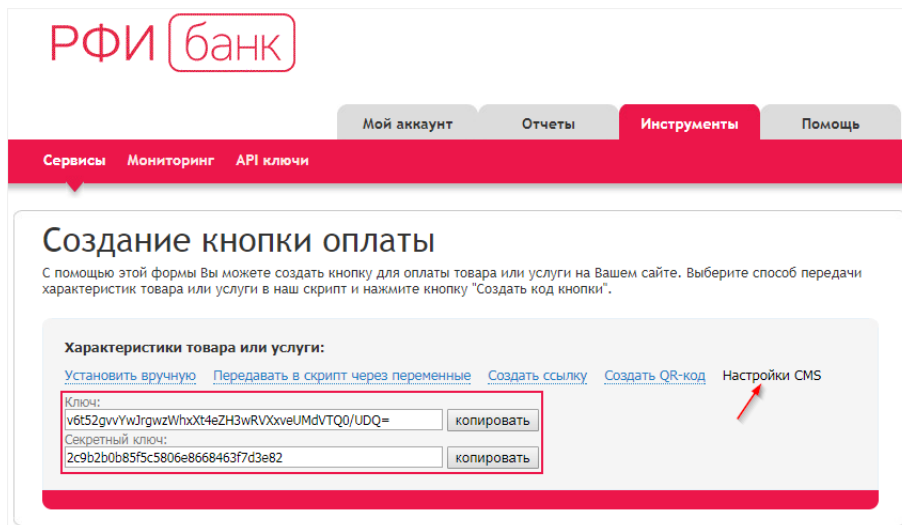 РФИ банк
Мой аккаунт Отчеты Инструменты Помощь
Сервисы Мониторинг API ключи
Создание кнопки оплаты
С помощью этой формы Вы можете создать кнопку для оплаты товара или услуги на Вашем сайте. Выберите способ передачи
характеристик товара или услуги в наш скрипт и нажмите кнопку "Создать код кнопки".
Характеристики товара или услуги:
Установить вручную Передавать в скрипт через переменные Создать ссылку Создать QR-код Настройки CMS
Ключ:
v6t52gvvYwJrgwzWhxXt4eZH3wRVXxveUMdVTQ0/UDQ= копировать
Секретный ключ:
2c9b2b0b85f5c5806e8668463f7d3e82 копировать